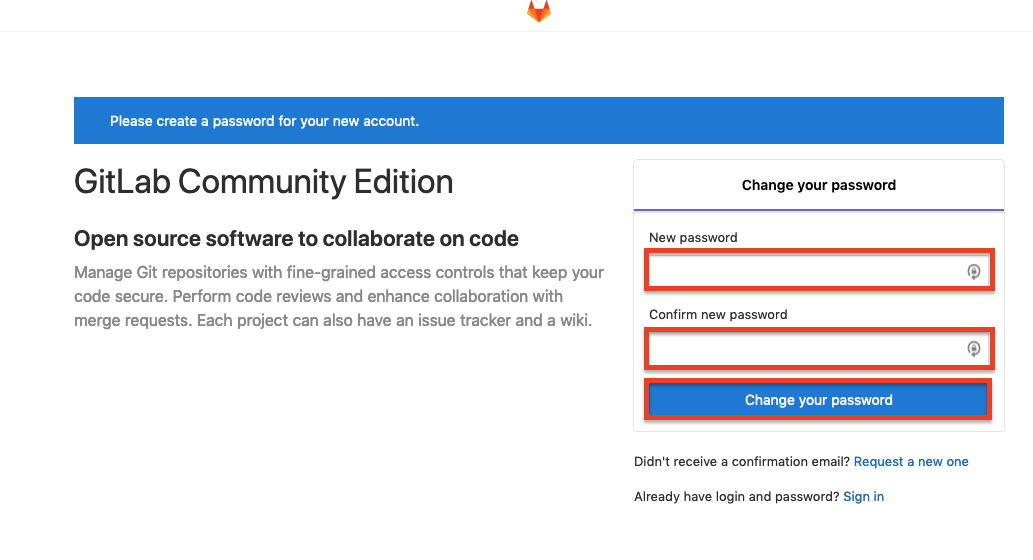 Please create a password for your new account.
GitLab Community Edition
Open source software to collaborate on code
Manage Git repositories with fine-grained access controls that keep your
code secure. Perform code reviews and enhance collaboration with
merge requests. Each project can also have an issue tracker and a wiki.
Change your password
New password
Confirm new password
Change your password
Didn't receive a confirmation email? Request a new one
Already have login and password? Sign in